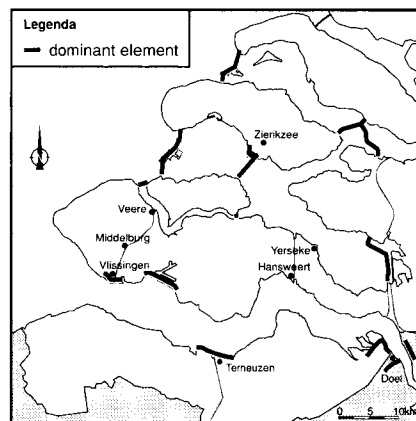 Legenda
dominant element
Zierikzee
Veere
Middelburg
Yerseke
Vlissingen
Hansweert
Terneuzen
Doel
0 5 10km